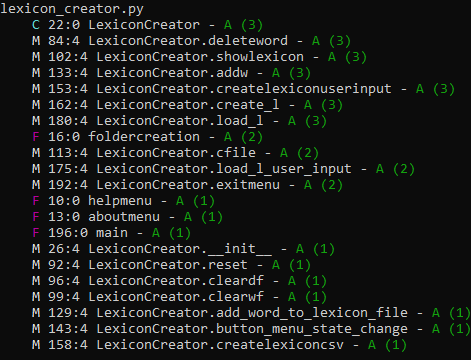 lexicon_creator.py
C 22:0 LexiconCreator - A (3)
M 84:4 LexiconCreator.deleteword - A (3)
M 102:4 LexiconCreator.showlexicon - A (3)
M 133:4 LexiconCreator.addw - A (3)
M 153:4 LexiconCreator.createlexiconuserinput - A (3)
M 162:4 LexiconCreator.create_l - A (3)
M 180:4 LexiconCreator.load_l - A (3)
F 16:0 foldercreation - A (2)
M 113:4 LexiconCreator.cfile - A (2)
M 175:4 LexiconCreator.load_l_user_input - A (2)
M 192:4 LexiconCreator.exitmenu - A (2)
F 10:0 helpmenu - A (1)
F 13:0 aboutmenu - A (1)
F 196:0 main - A (1)
M 26:4 LexiconCreator.__init__ - A (1)
M 92:4 LexiconCreator.reset - A (1)
M 96:4 LexiconCreator.cleardf - A (1)
M 99:4 LexiconCreator.clearwf - A (1)
M 129:4 LexiconCreator.add_word_to_lexicon_file - A (1)
M 143:4 LexiconCreator.button_menu_state_change - A (1)
M 158:4 LexiconCreator.createlexiconcsv - A (1)